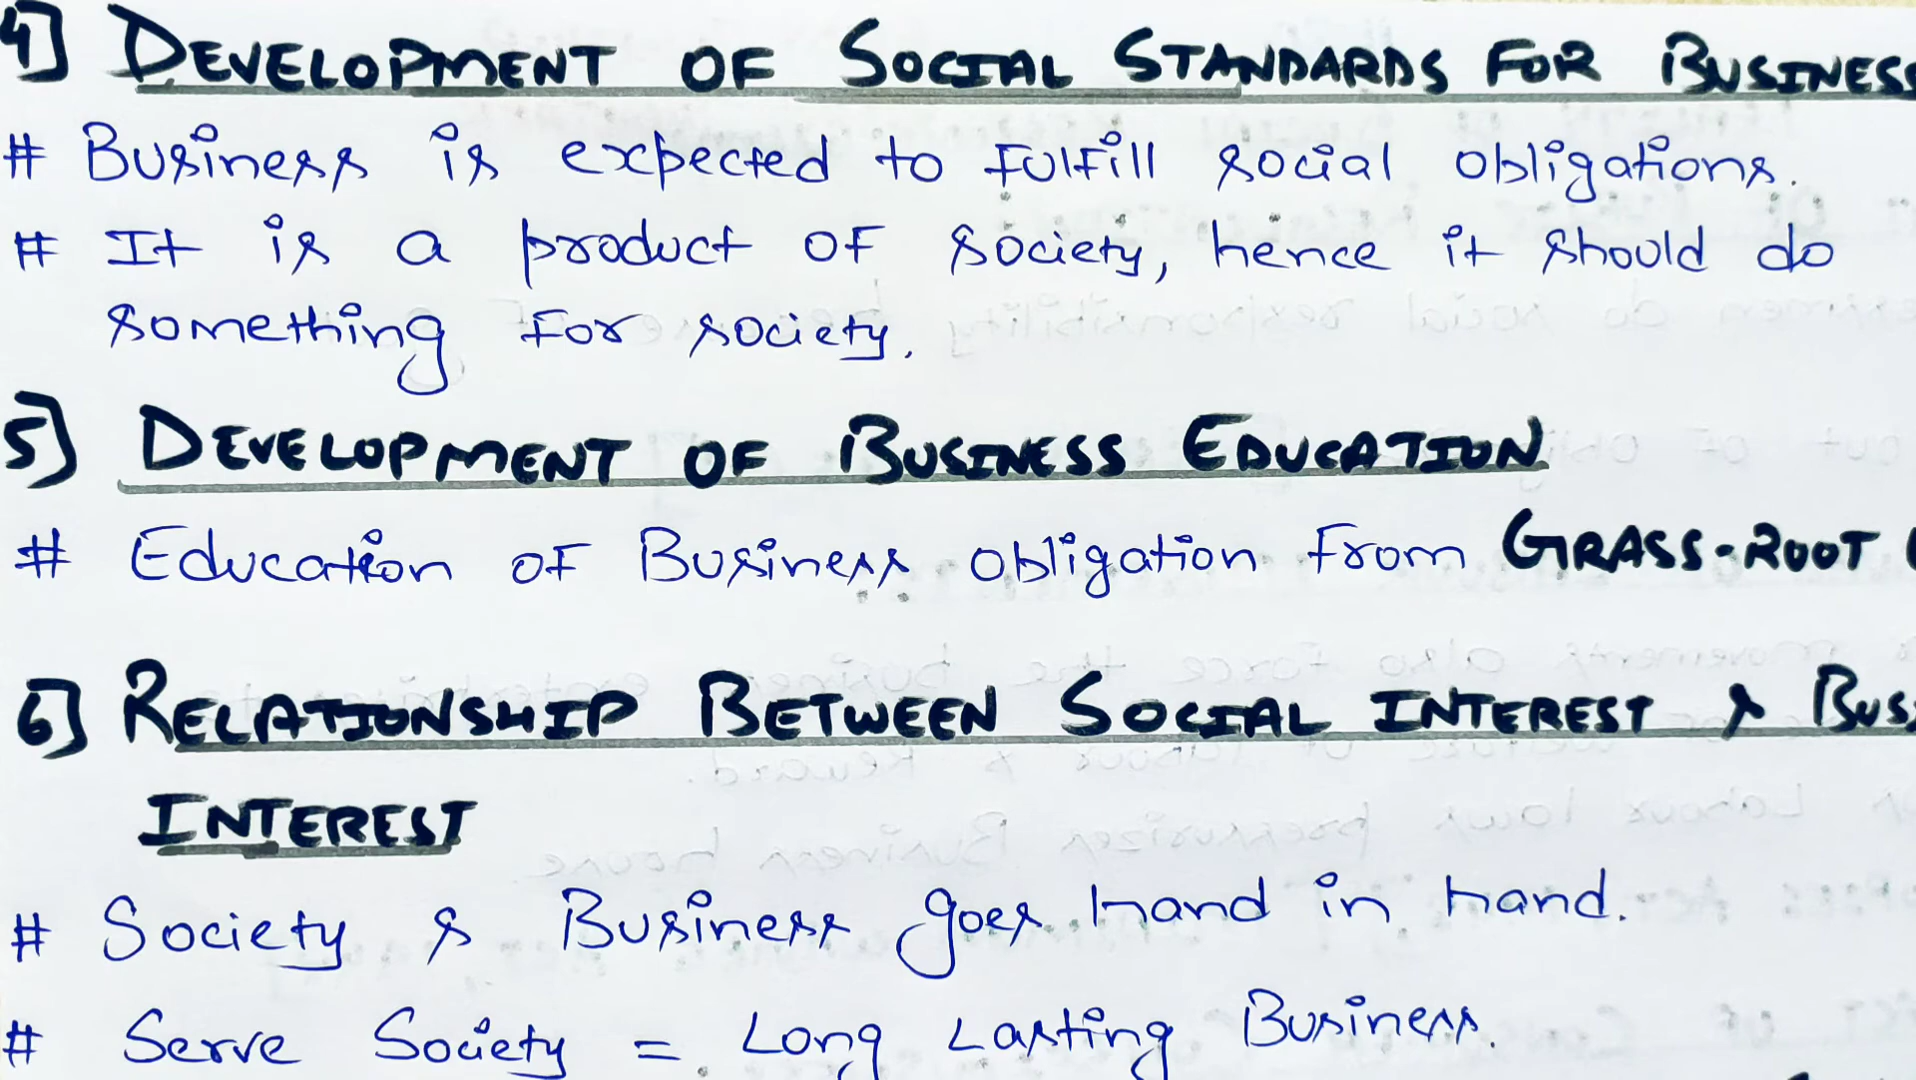 4] DEVELOPMENT OF SOCIAL STANDARDS FOR BUSINESS
# Business is expected to fulfill social obligations.
# It is a product of society, hence it should do
something for society.
5] DEVELOPMENT OF BUSINESS EDUCATION
# Education of Business obligation from GRASS-ROOT
6] RELATIONSHIP BETWEEN SOCIAL INTEREST & BUS
INTEREST
# Society & Business goes hand in hand.
# Serve Society = Long Lasting Business.